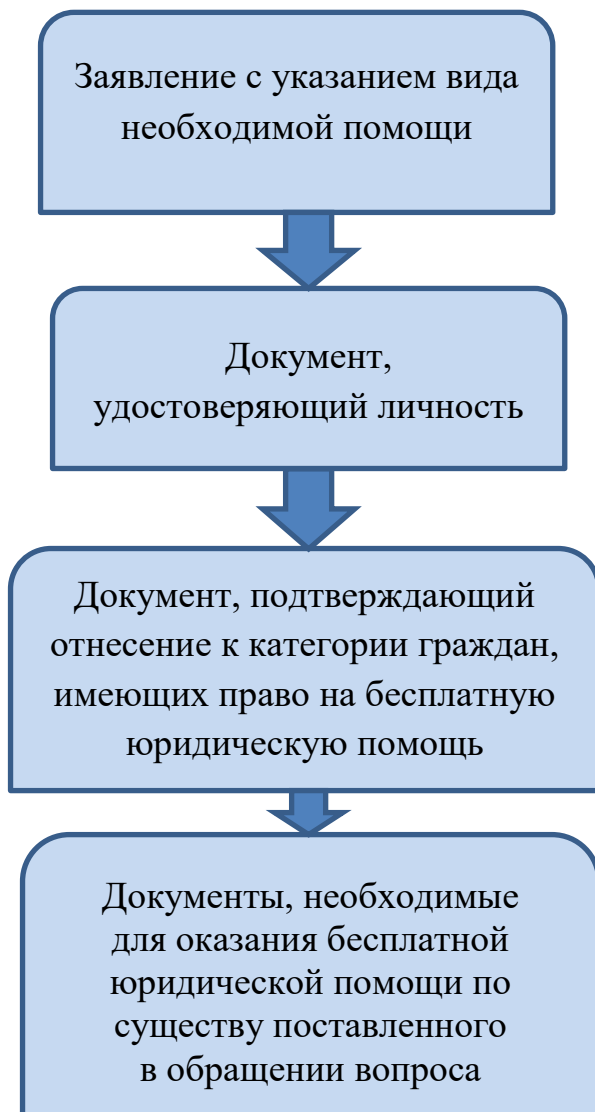 Заявление с указанием вида
необходимой помощи
Документ,
удостоверяющий личность
Документ, подтверждающий
отнесение к категории граждан,
имеющих право на бесплатную
юридическую помощь
Документы, необходимые
для оказания бесплатной
юридической помощи по
существу поставленного
в обращении вопроса